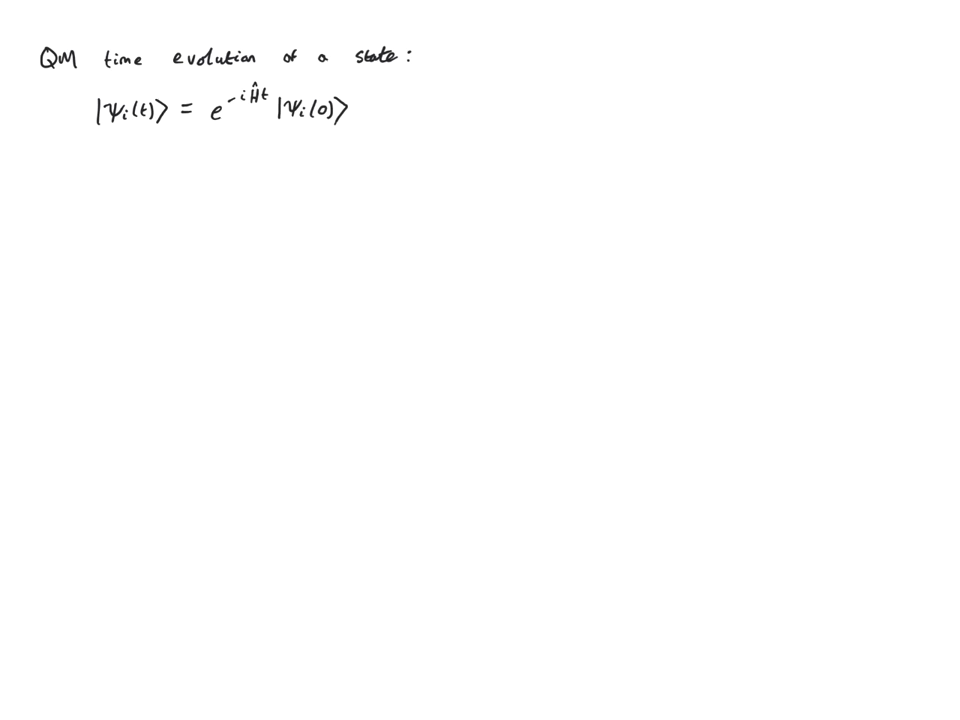 QM time evolution of a state:
|ψᵢ(t)⟩ = e^{-iĤt} |ψᵢ(0)⟩